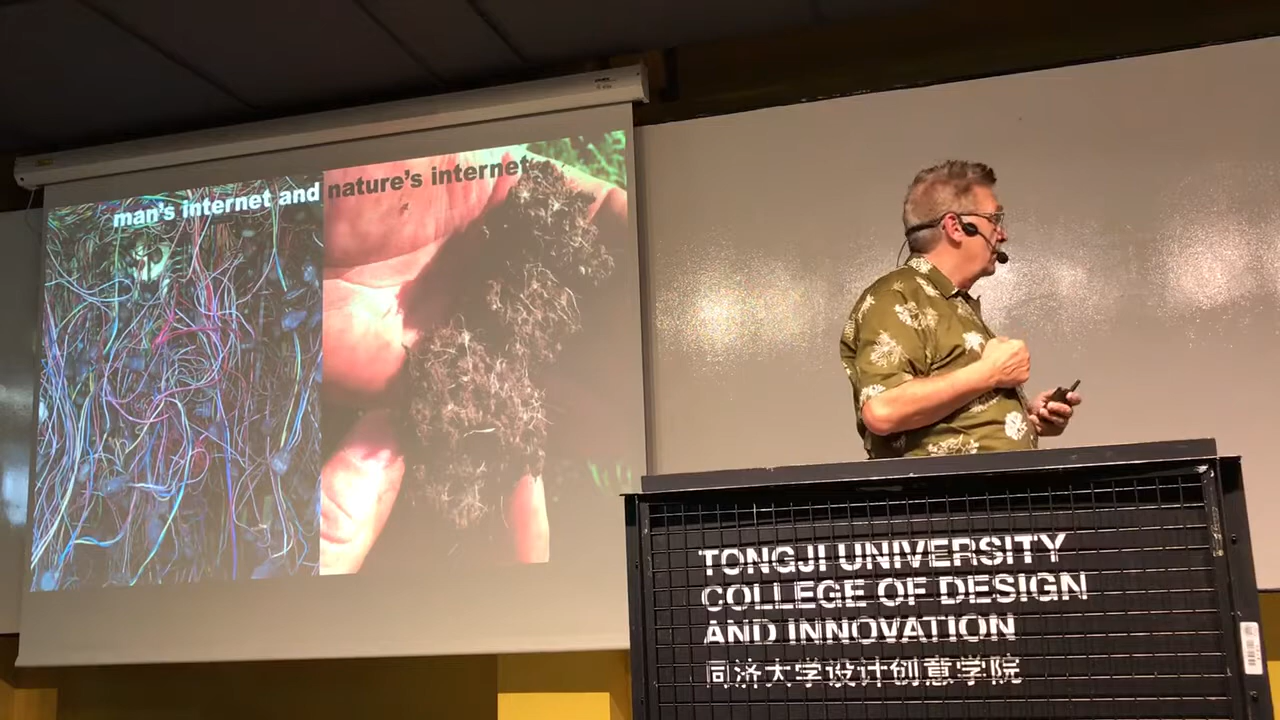 man's internet and nature's internet
TONGJI UNIVERSITY
COLLEGE OF DESIGN
AND INNOVATION
同济大学设计创意学院